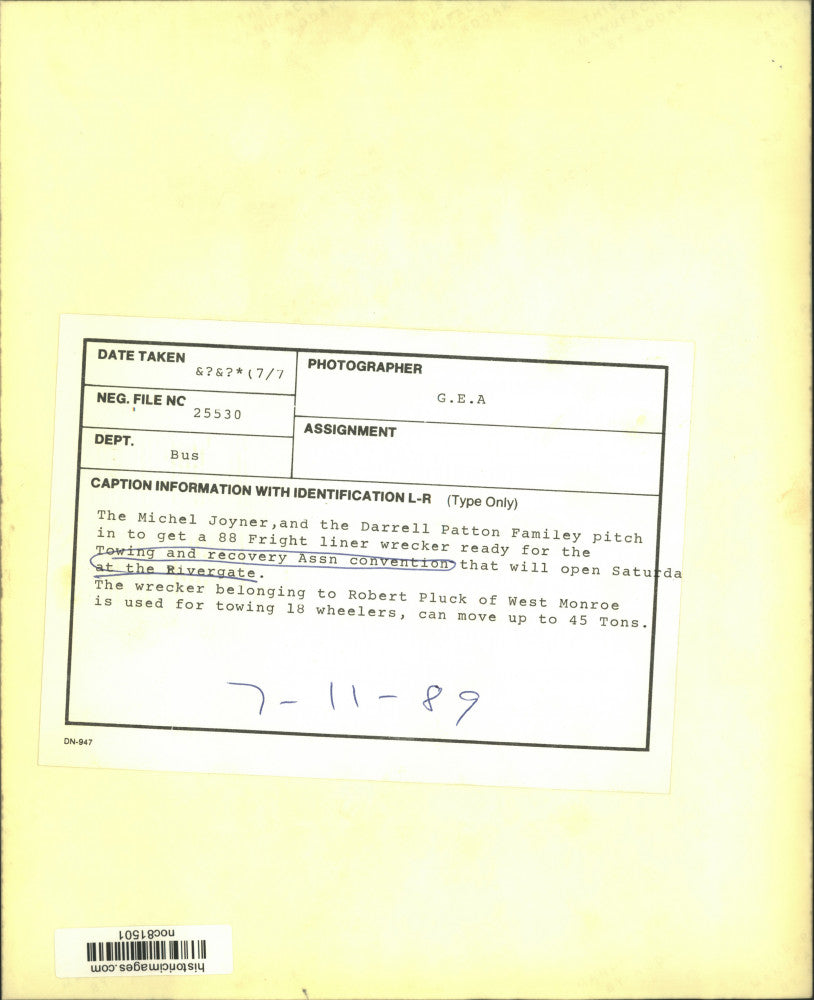 DATE TAKEN
&?&?*(7/7
PHOTOGRAPHER
G.E.A
NEG. FILE NC
25530
ASSIGNMENT
DEPT.
Bus
CAPTION INFORMATION WITH IDENTIFICATION L-R (Type Only)
The Michel Joyner,and the Darrell Patton Familey pitch
in to get a 88 Fright liner wrecker ready for the
Towing and recovery Assn convention that will open Saturda
at the Rivergate.
The wrecker belonging to Robert Pluck of West Monroe
is used for towing 18 wheelers, can move up to 45 Tons.
7-11-89
DN-947
noc81501
historicimages.com